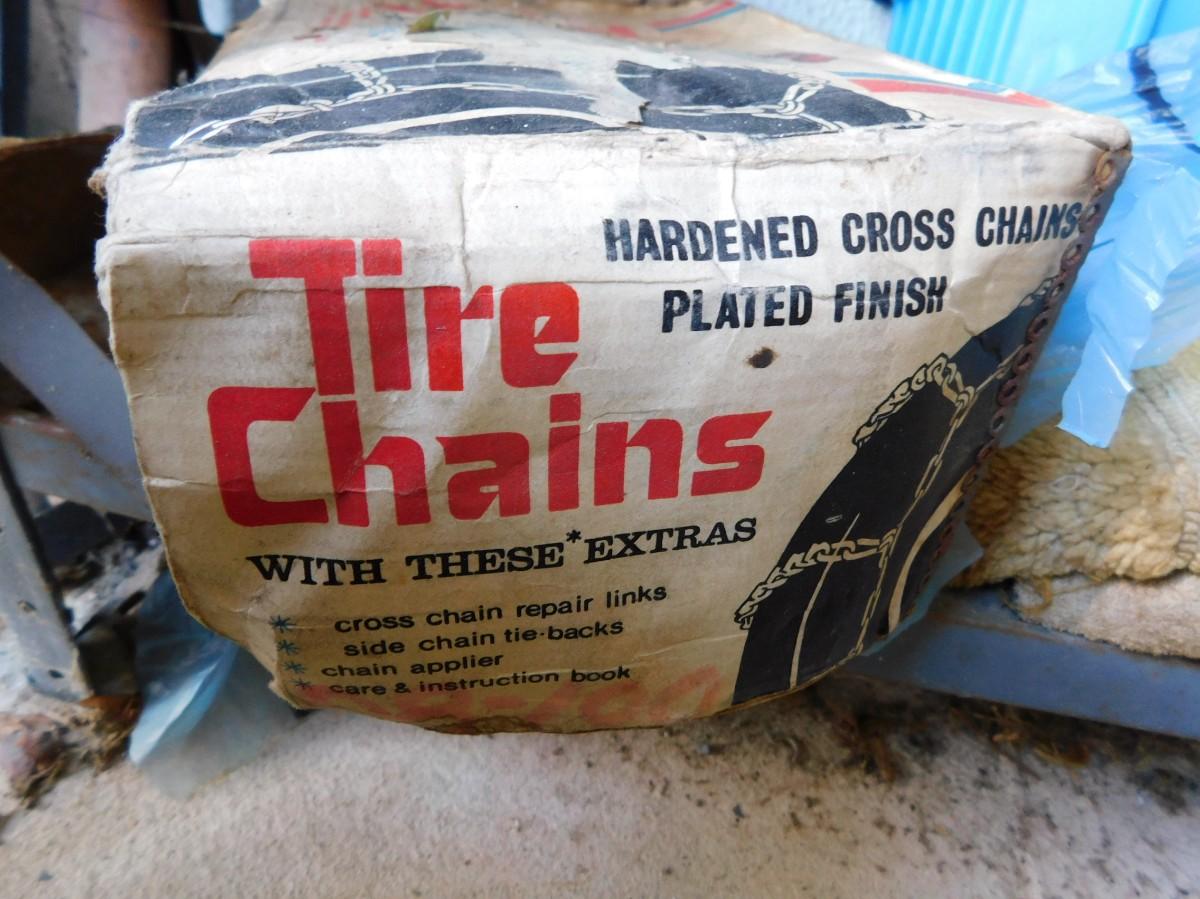 HARDENED CROSS CHAINS
PLATED FINISH
Tire
Chains
WITH THESE* EXTRAS
* cross chain repair links
* side chain tie-backs
* chain applier
* care & instruction book